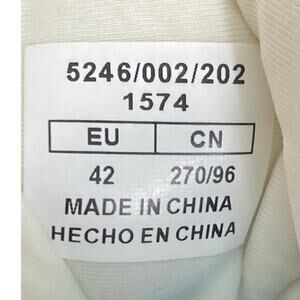 5246/002/202
1574
EU CN
42 270/96
MADE IN CHINA
HECHO EN CHINA